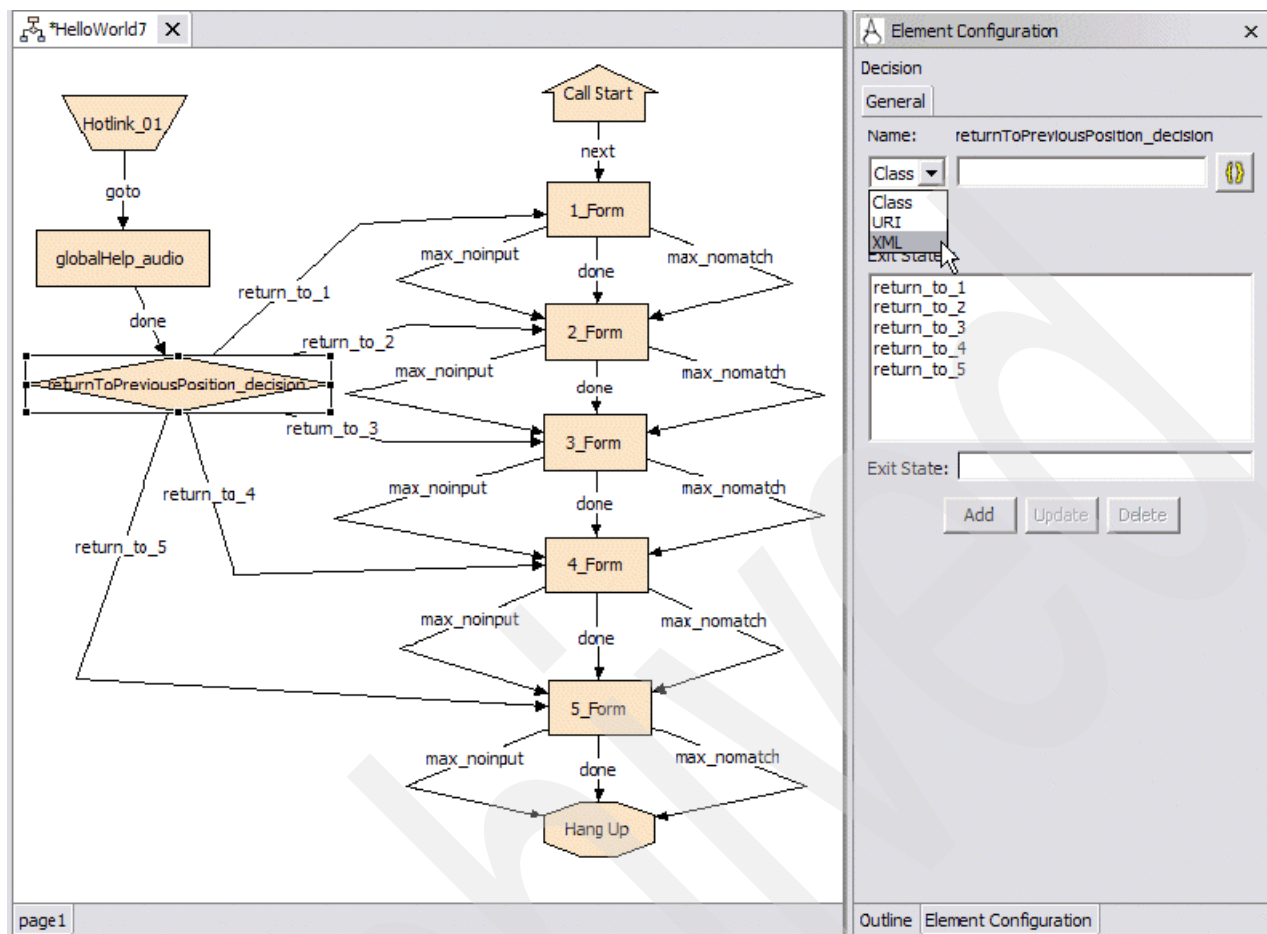 *HelloWorld7
Call Start
Hotlink_01
next
goto
1_Form
globalHelp_audio
max_noinput
max_nomatch
done
return_to_1
done
2_Form
return_to_2
max_noinput
max_nomatch
returnToPreviousPosition_decision
done
return_to_3
3_Form
max_noinput
max_nomatch
return_to_4
done
return_to_5
4_Form
max_noinput
max_nomatch
done
5_Form
max_noinput
max_nomatch
done
Hang Up
page1
Element Configuration
Decision
General
Name: returnToPreviousPosition_decision
Class
Class
URI
XML
Exit State
return_to_1
return_to_2
return_to_3
return_to_4
return_to_5
Exit State:
Add Update Delete
Outline Element Configuration